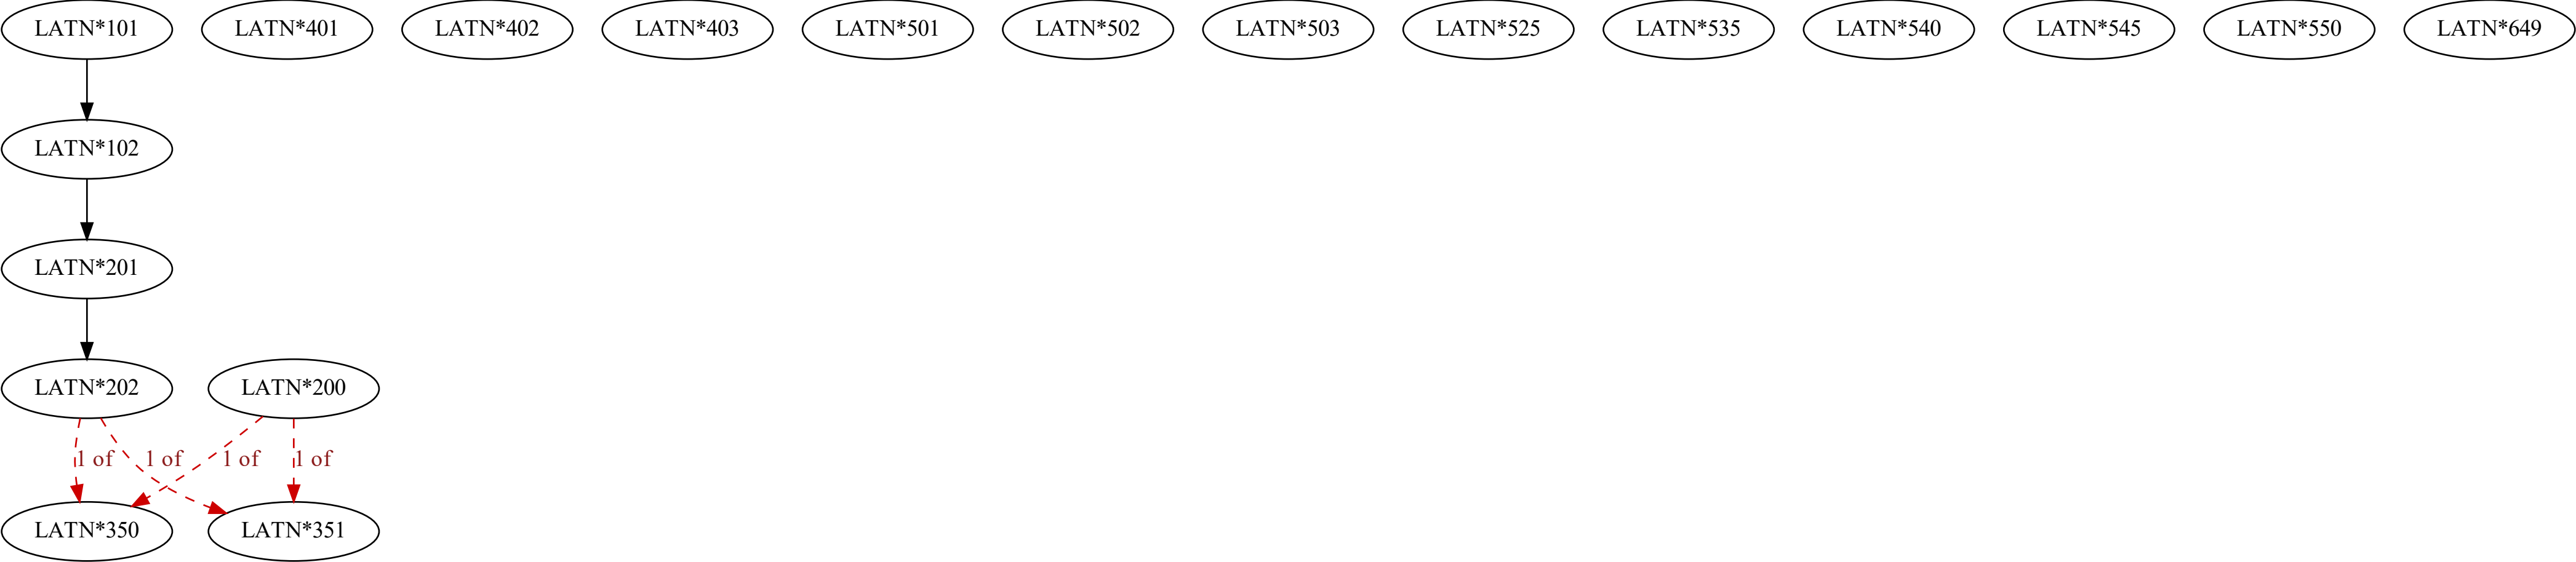 LATN*101 LATN*401 LATN*402 LATN*403 LATN*501 LATN*502 LATN*503 LATN*525 LATN*535 LATN*540 LATN*545 LATN*550 LATN*649
LATN*102
LATN*201
LATN*202 LATN*200
1 of 1 of 1 of 1 of
LATN*350 LATN*351